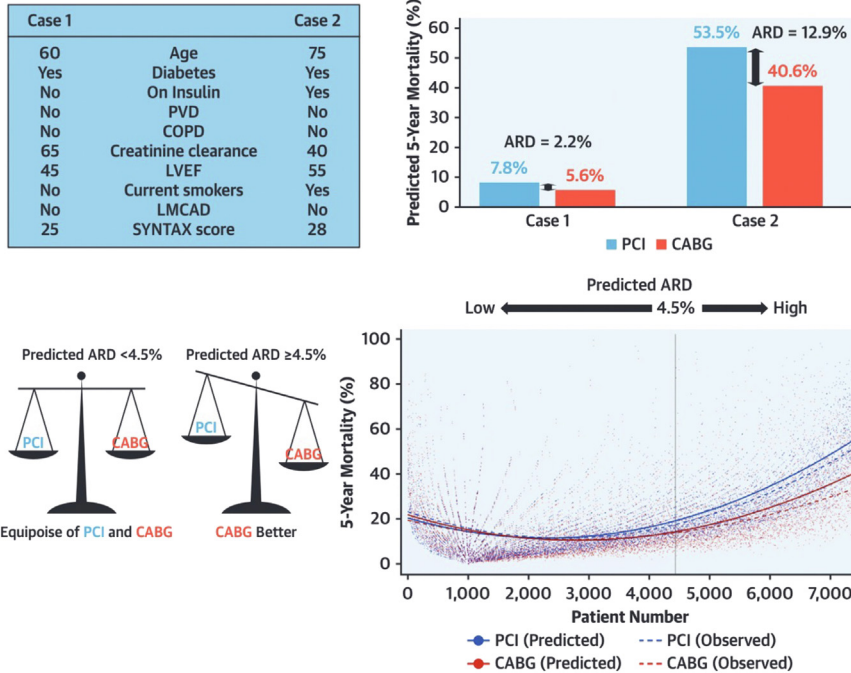 Case 1 Case 2
60 Age 75
Yes Diabetes Yes
No On Insulin Yes
No PVD No
No COPD No
65 Creatinine clearance 40
45 LVEF 55
No Current smokers Yes
No LMCAD No
25 SYNTAX score 28
Predicted 5-Year Mortality (%)
60
50
40
30
20
10
0
53.5% ARD = 12.9%
40.6%
ARD = 2.2%
7.8% 5.6%
Case 1 Case 2
PCI CABG
Predicted ARD <4.5% Predicted ARD ≥4.5%
PCI CABG PCI CABG
Equipoise of PCI and CABG CABG Better
Predicted ARD
Low 4.5% High
5-Year Mortality (%)
100
80
60
40
20
0
0 1,000 2,000 3,000 4,000 5,000 6,000 7,000
Patient Number
PCI (Predicted) PCI (Observed)
CABG (Predicted) CABG (Observed)